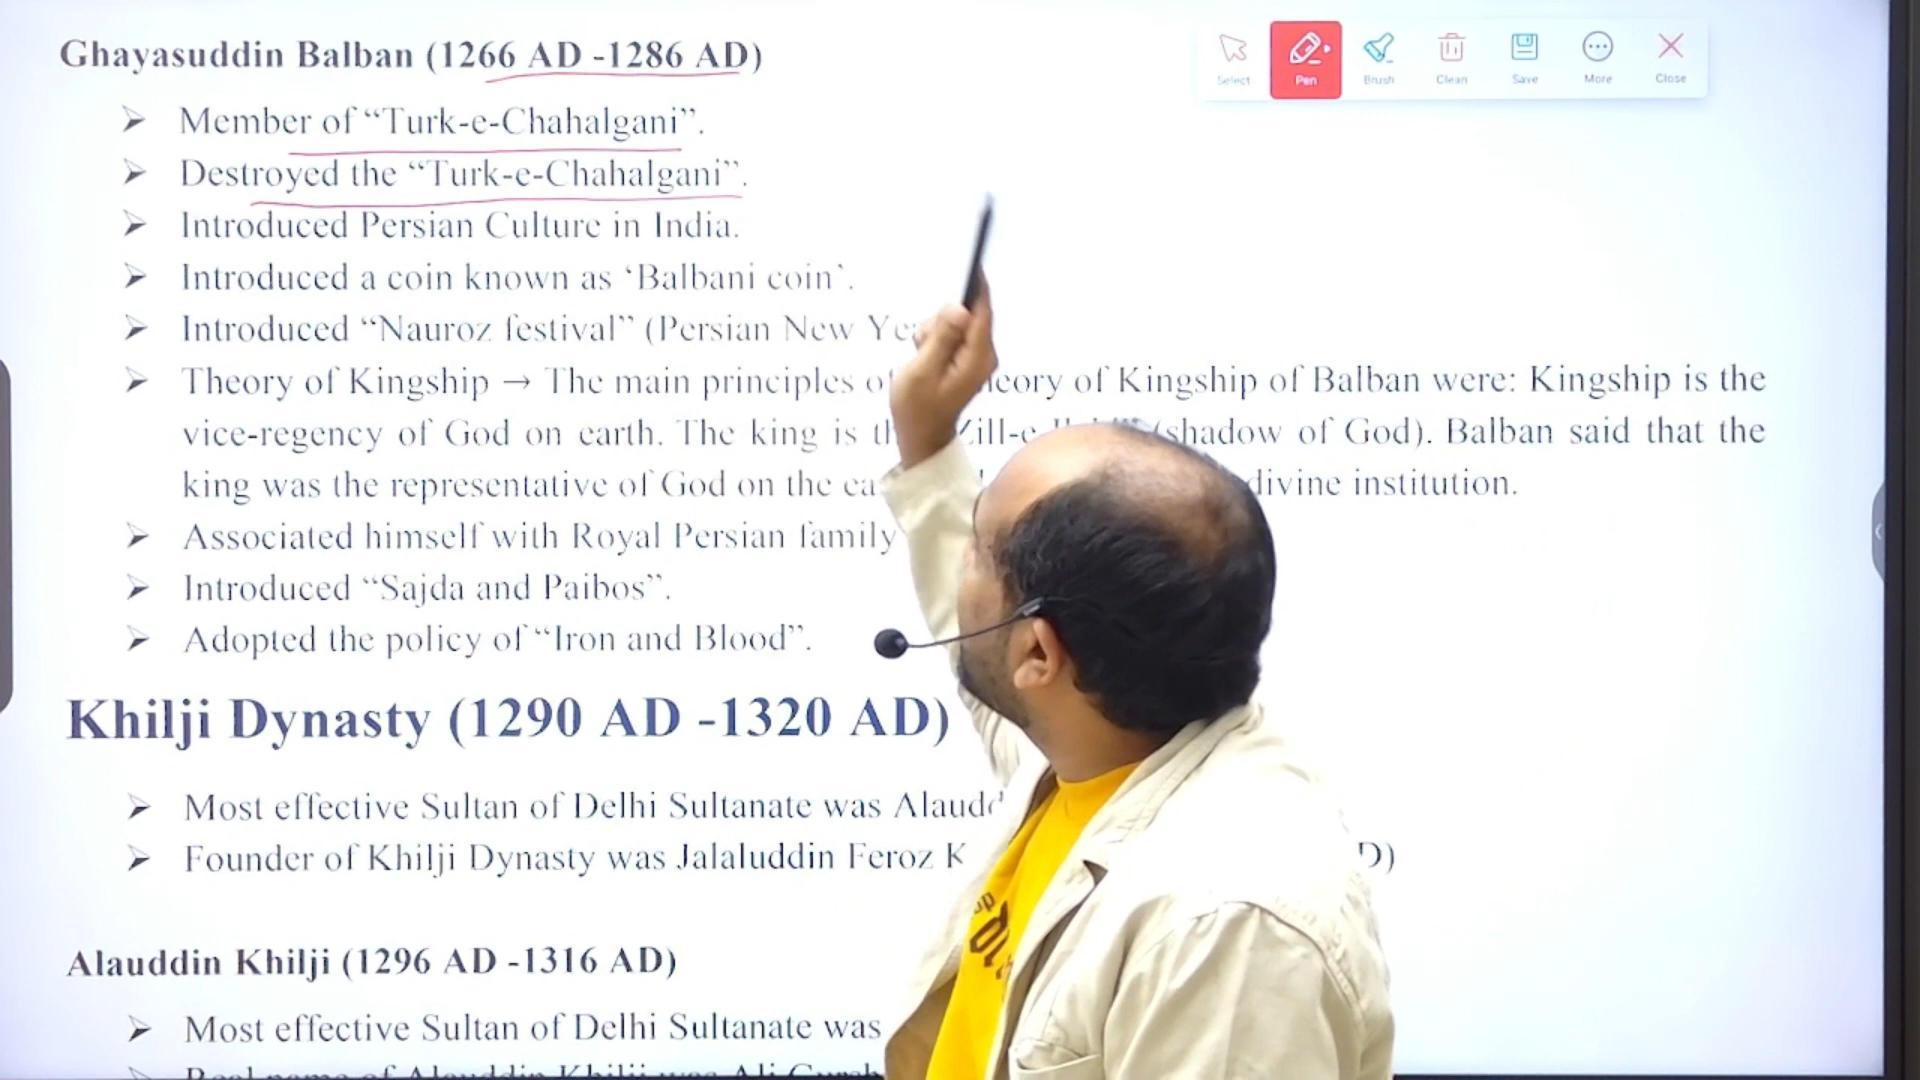 Ghayasuddin Balban (1266 AD -1286 AD)
Select
Pen
Brush
Clean
Save
More
Close
➢ Member of “Turk-e-Chahalgani”.
➢ Destroyed the “Turk-e-Chahalgani”.
➢ Introduced Persian Culture in India.
➢ Introduced a coin known as ‘Balbani coin’.
➢ Introduced “Nauroz festival” (Persian New
➢ Theory of Kingship → The main principles of Kingship of Balban were: Kingship is the
vice-regency of God on earth. The king is (shadow of God). Balban said that the
king was the representative of God on the divine institution.
➢ Associated himself with Royal Persian family
➢ Introduced “Sajda and Paibos”.
➢ Adopted the policy of “Iron and Blood”.
Khilji Dynasty (1290 AD -1320 AD)
➢ Most effective Sultan of Delhi Sultanate was
➢ Founder of Khilji Dynasty was Jalaluddin Feroz
Alauddin Khilji (1296 AD -1316 AD)
➢ Most effective Sultan of Delhi Sultanate was